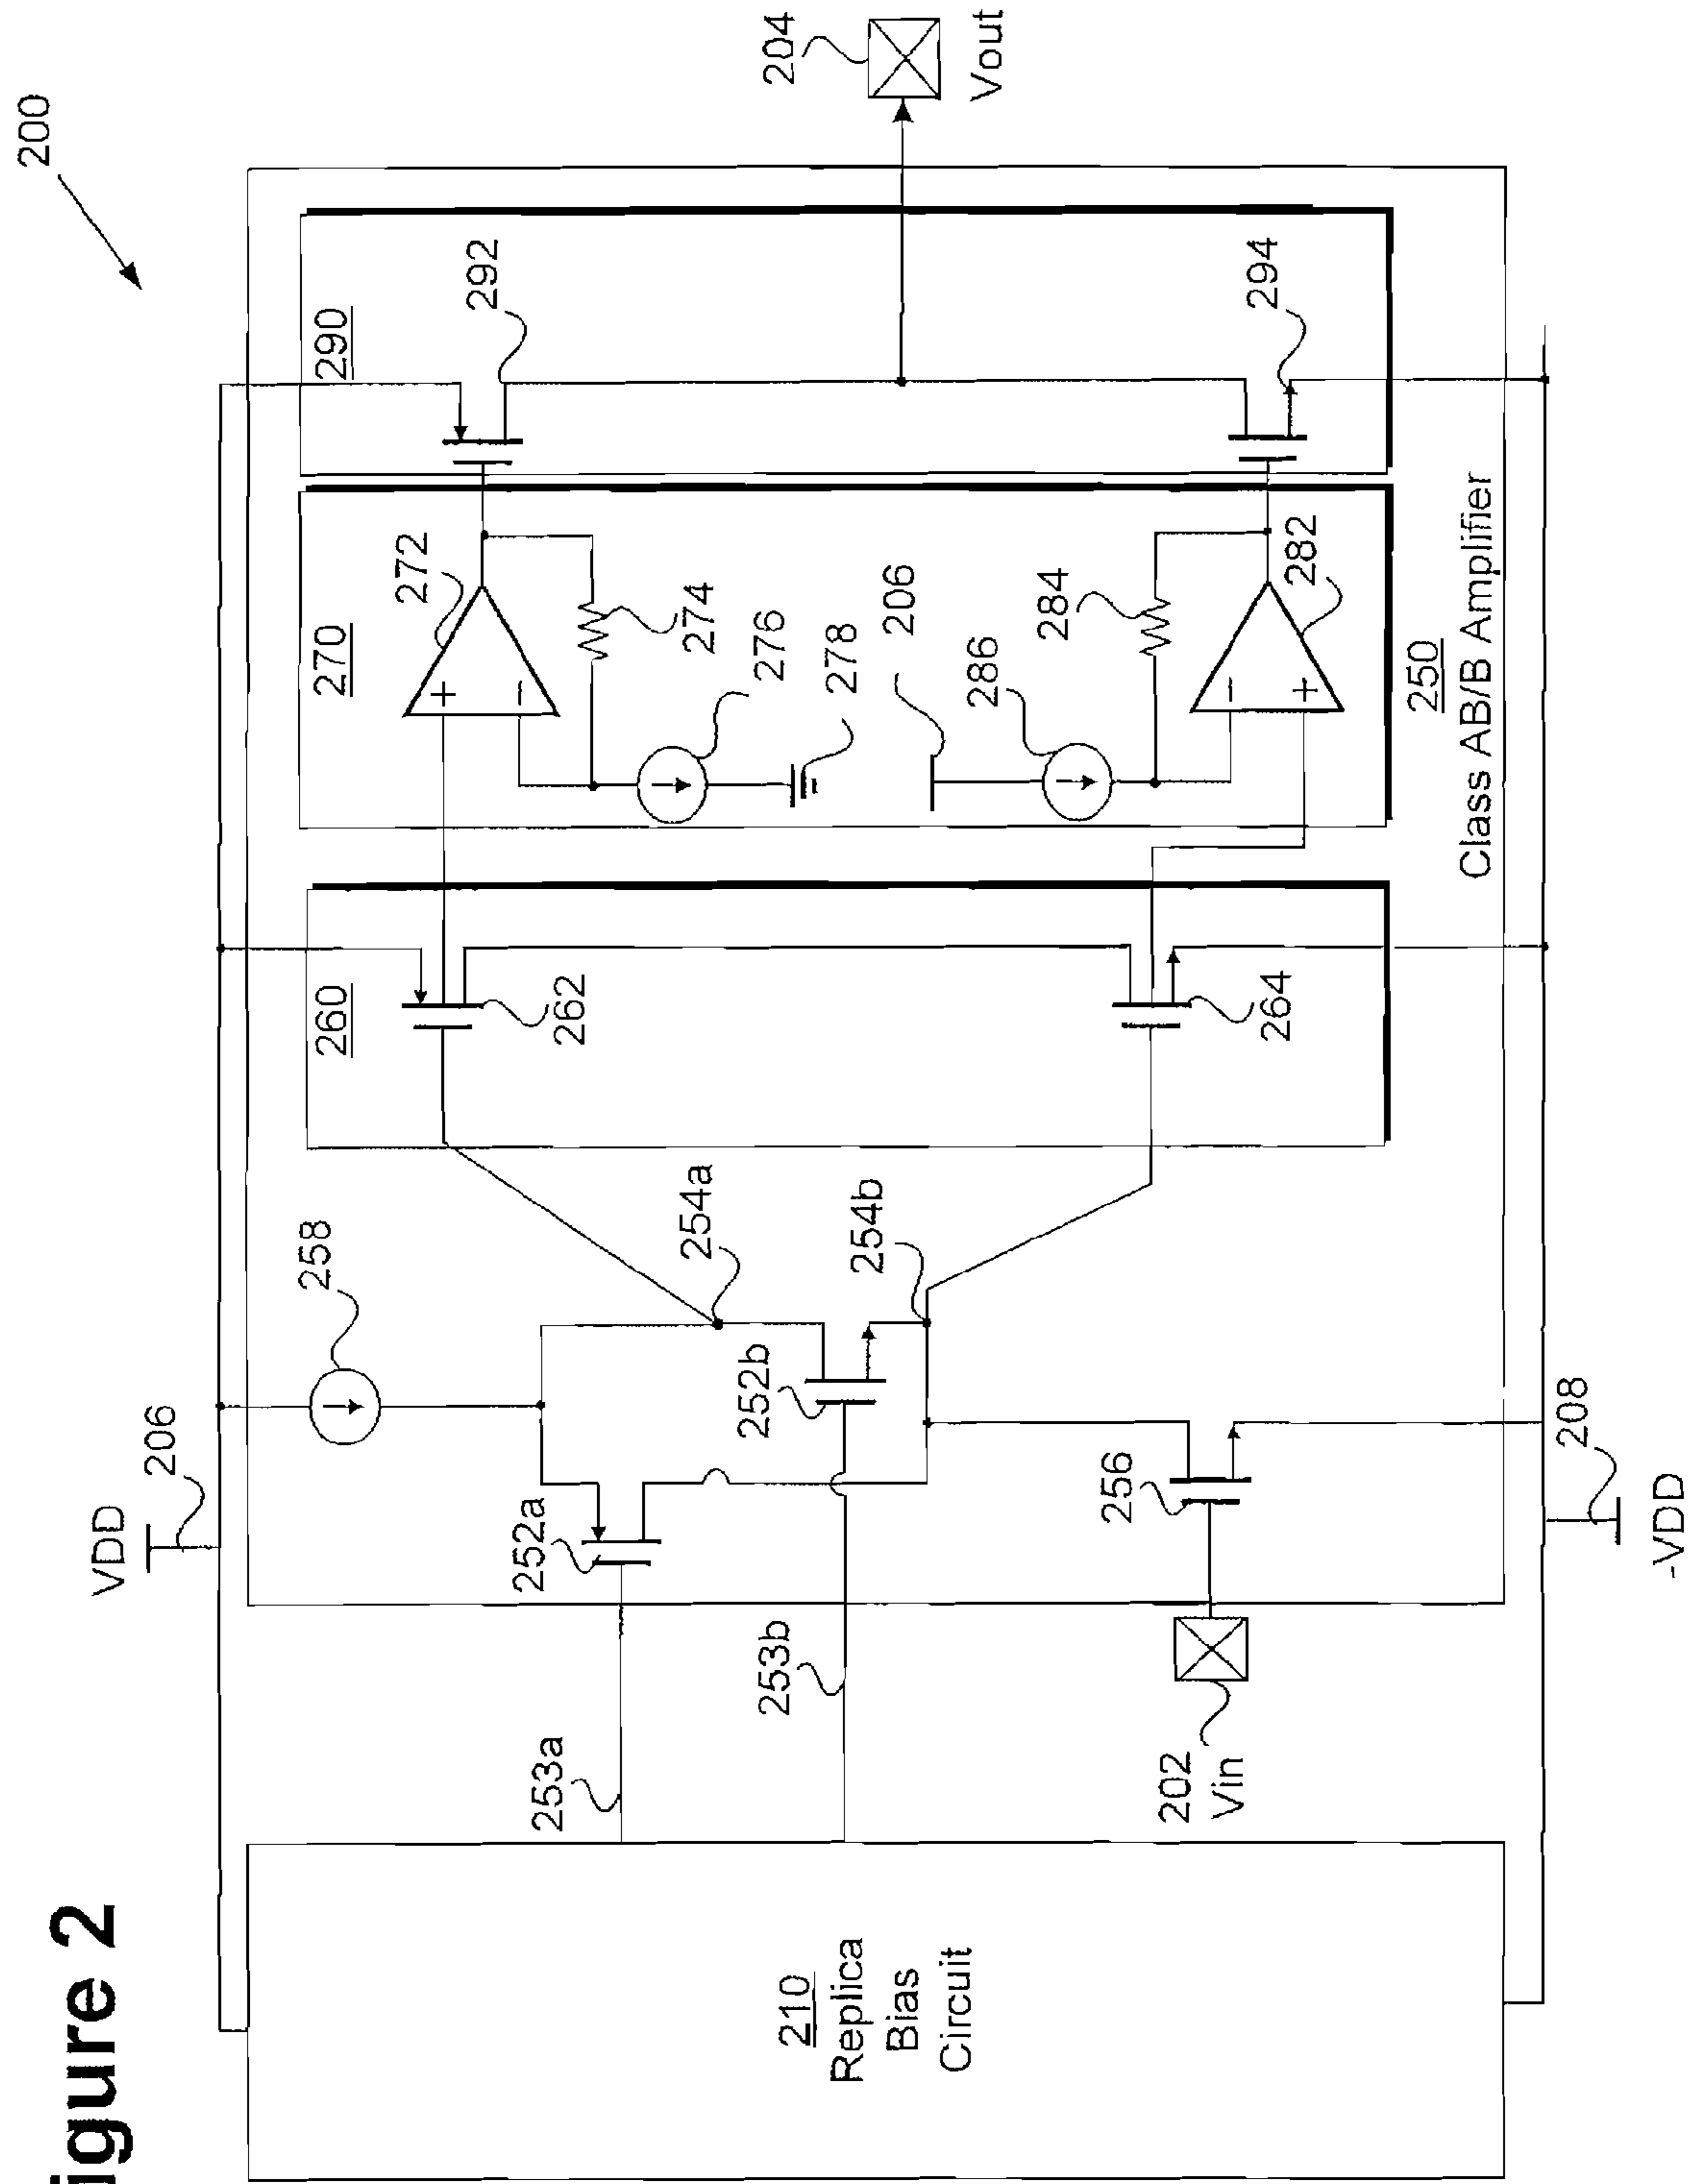 igure 2
200
VDD
206
258
260
262
270
272
274
276
278
290
292
204
Vout
252a
253a
252b
253b
254a
254b
206
286
284
282
294
264
256
202
Vin
210
Replica
Bias
Circuit
250
Class AB/B Amplifier
208
-VDD
+
−
−
+